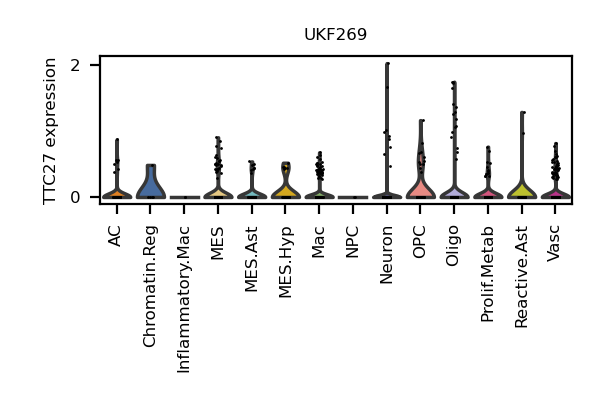 UKF269
TTC27 expression
2
0
AC
Chromatin.Reg
Inflammatory.Mac
MES
MES.Ast
MES.Hyp
Mac
NPC
Neuron
OPC
Oligo
Prolif.Metab
Reactive.Ast
Vasc